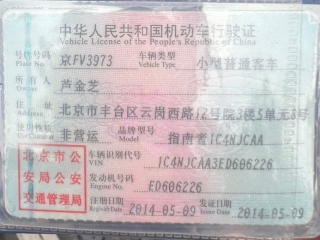 中华人民共和国机动车行驶证
Vehicle License of the People's Republic of China
号牌号码 京FV3973 车辆类型 小型普通客车
Plate No. Vehicle Type
所有人 芦金芝
Owner
住址 北京市丰台区云岗西路12号院3楼5单元8号
Address
使用性质 非营运 品牌型号 指南者1C4NJCAA
Use Character Model
北京市公 车辆识别代号 1C4NJCAA3ED606226
VIN
安局公安 发动机号码 ED606226
Engine No.
交通管理局 注册日期 2014-05-09 发证日期 2014-05-09
Register Date Issue Date